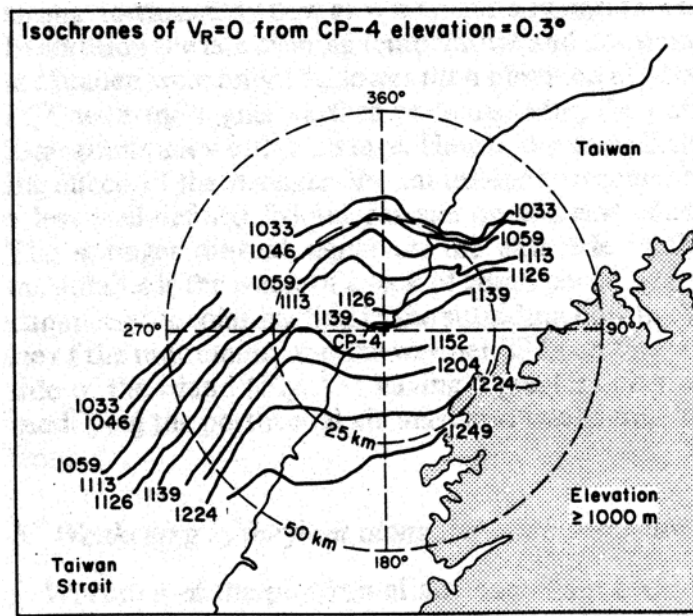 Isochrones of VR=0 from CP-4 elevation=0.3°
360°
Taiwan
1033
1033
1046
1059
1059
1113
1113
1126
1126
1139
1139
270°
90°
CP-4
1152
1204
1033
1046
1224
25 km
1249
1059
1113
1126
1139
1224
Elevation
≥ 1000 m
50 km
180°
Taiwan
Strait